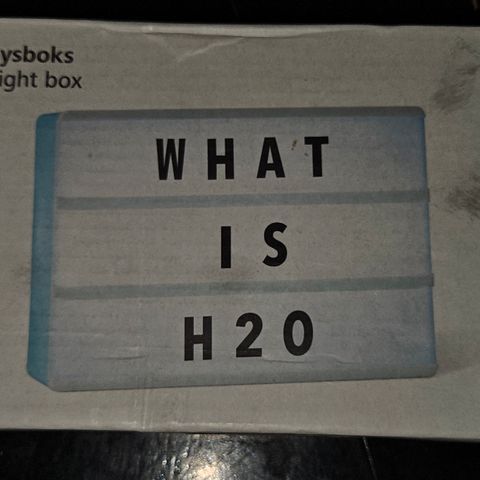 ysboks
ight box
WHAT
IS
H20